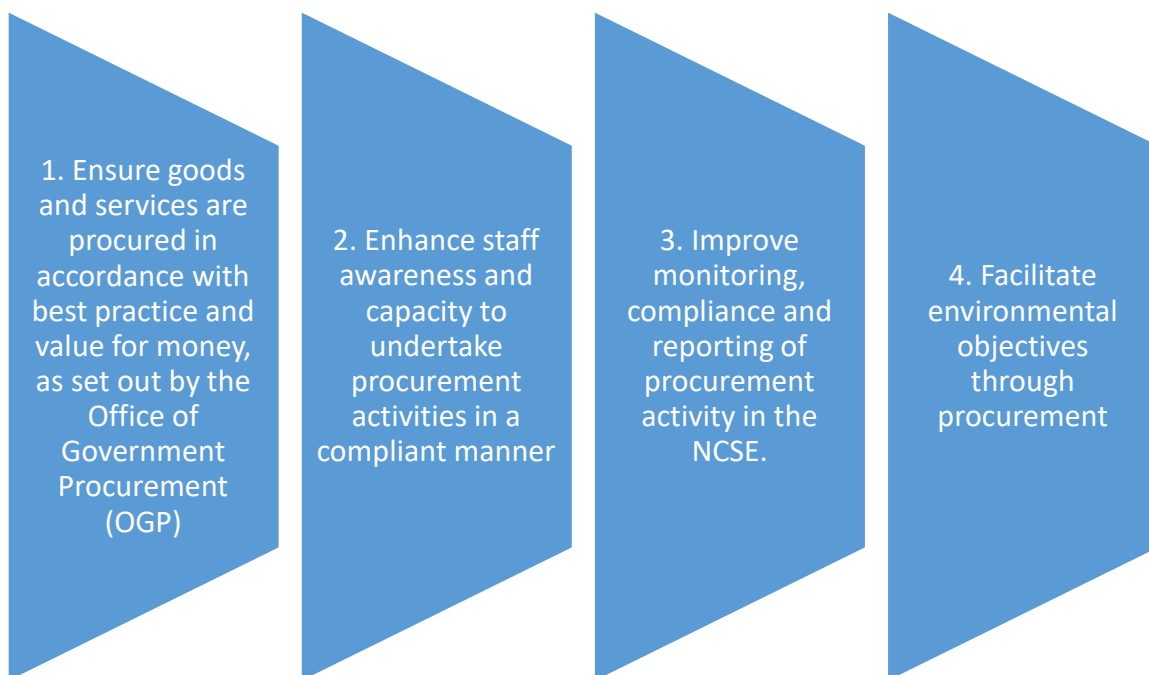 1. Ensure goods
and services are
procured in
accordance with
best practice and
value for money,
as set out by the
Office of
Government
Procurement
(OGP)
2. Enhance staff
awareness and
capacity to
undertake
procurement
activities in a
compliant manner
3. Improve
monitoring,
compliance and
reporting of
procurement
activity in the
NCSE.
4. Facilitate
environmental
objectives
through
procurement